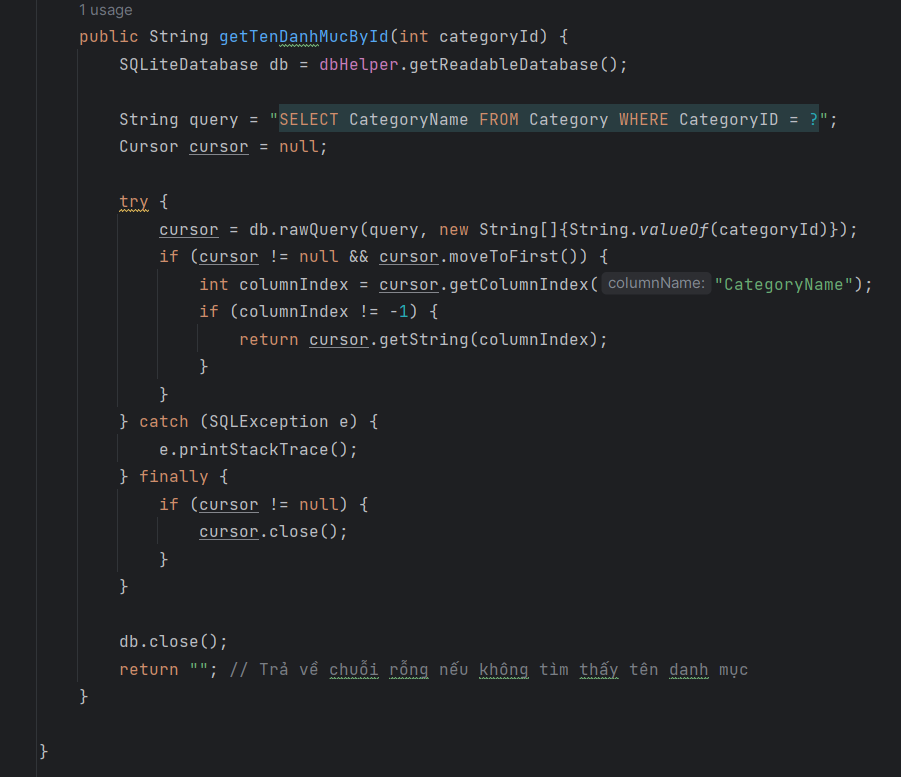 1 usage
public String getTenDanhMucById(int categoryId) {
SQLiteDatabase db = dbHelper.getReadableDatabase();
String query = "SELECT CategoryName FROM Category WHERE CategoryID = ?";
Cursor cursor = null;
try {
cursor = db.rawQuery(query, new String[]{String.valueOf(categoryId)});
if (cursor != null && cursor.moveToFirst()) {
int columnIndex = cursor.getColumnIndex( columnName: "CategoryName");
if (columnIndex != -1) {
return cursor.getString(columnIndex);
}
}
} catch (SQLException e) {
e.printStackTrace();
} finally {
if (cursor != null) {
cursor.close();
}
}
db.close();
return ""; // Trả về chuỗi rỗng nếu không tìm thấy tên danh mục
}
}